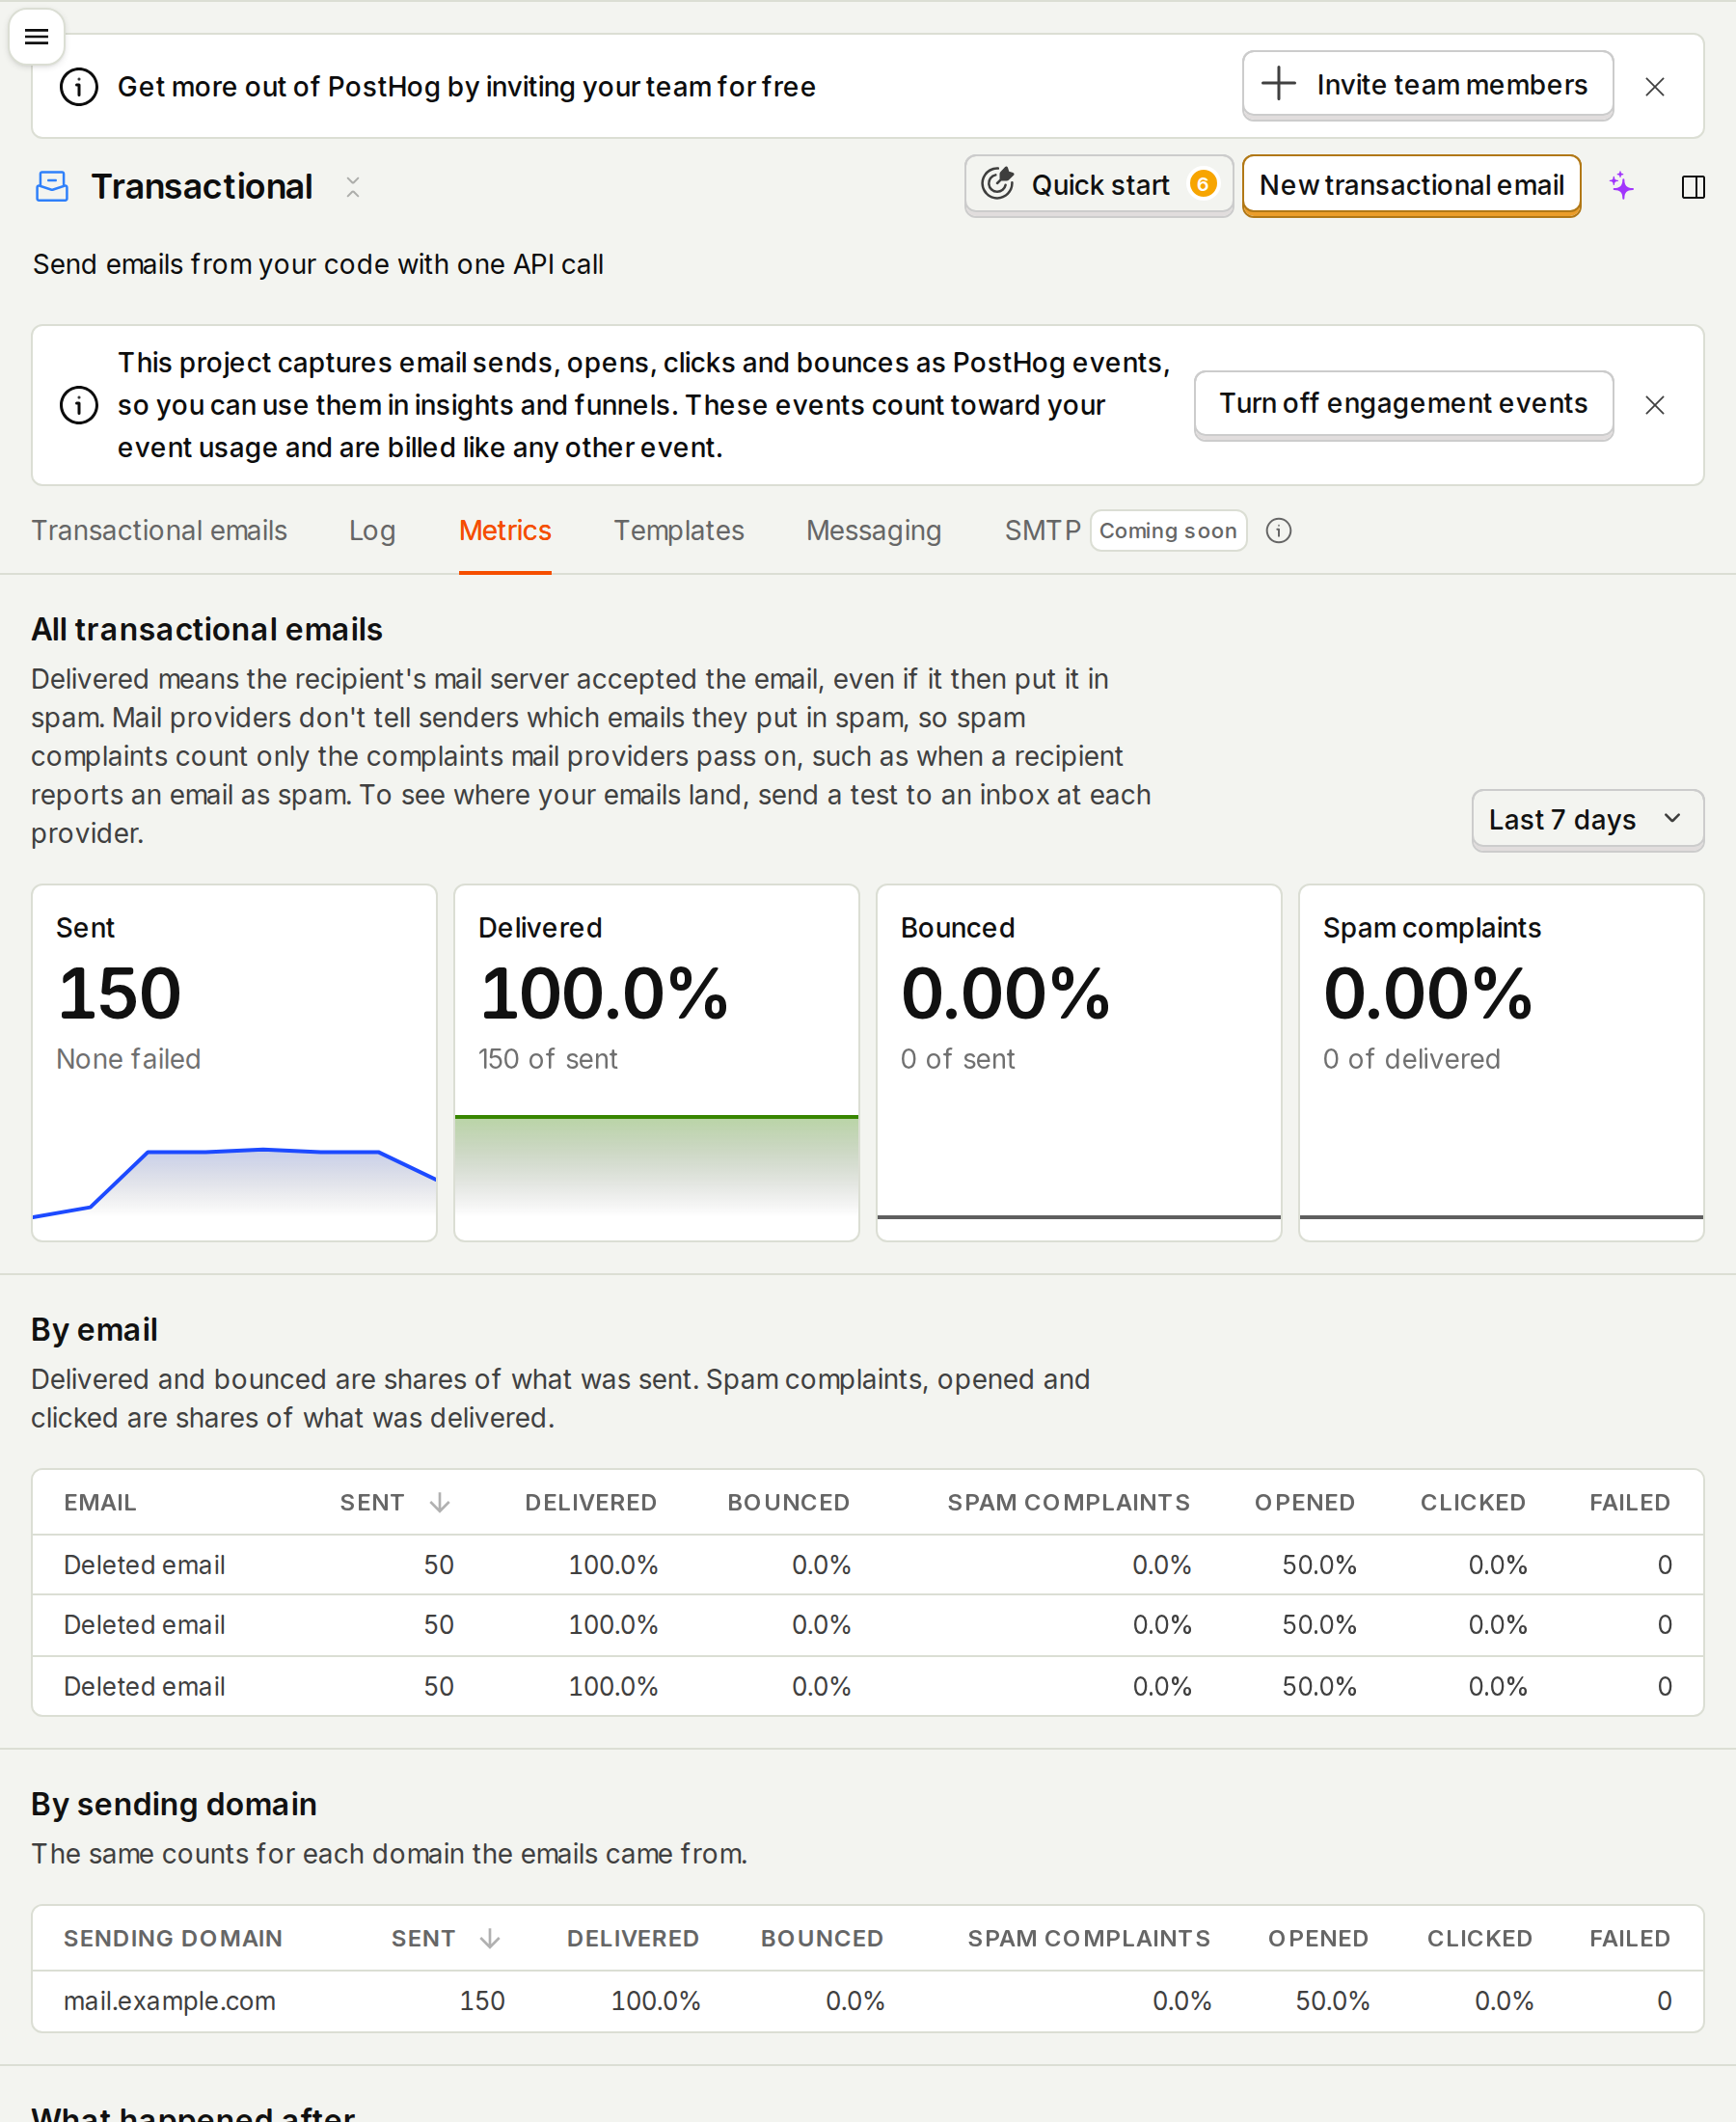 Get more out of PostHog by inviting your team for free
Invite team members
Transactional
Quick start 6
New transactional email
Send emails from your code with one API call
This project captures email sends, opens, clicks and bounces as PostHog events,
so you can use them in insights and funnels. These events count toward your
event usage and are billed like any other event.
Turn off engagement events
Transactional emails Log Metrics Templates Messaging SMTP Coming soon
All transactional emails
Delivered means the recipient's mail server accepted the email, even if it then put it in
spam. Mail providers don't tell senders which emails they put in spam, so spam
complaints count only the complaints mail providers pass on, such as when a recipient
reports an email as spam. To see where your emails land, send a test to an inbox at each
provider.
Last 7 days
Sent
150
None failed
Delivered
100.0%
150 of sent
Bounced
0.00%
0 of sent
Spam complaints
0.00%
0 of delivered
By email
Delivered and bounced are shares of what was sent. Spam complaints, opened and
clicked are shares of what was delivered.
EMAIL SENT DELIVERED BOUNCED SPAM COMPLAINTS OPENED CLICKED FAILED
Deleted email 50 100.0% 0.0% 0.0% 50.0% 0.0% 0
Deleted email 50 100.0% 0.0% 0.0% 50.0% 0.0% 0
Deleted email 50 100.0% 0.0% 0.0% 50.0% 0.0% 0
By sending domain
The same counts for each domain the emails came from.
SENDING DOMAIN SENT DELIVERED BOUNCED SPAM COMPLAINTS OPENED CLICKED FAILED
mail.example.com 150 100.0% 0.0% 0.0% 50.0% 0.0% 0
What happened after